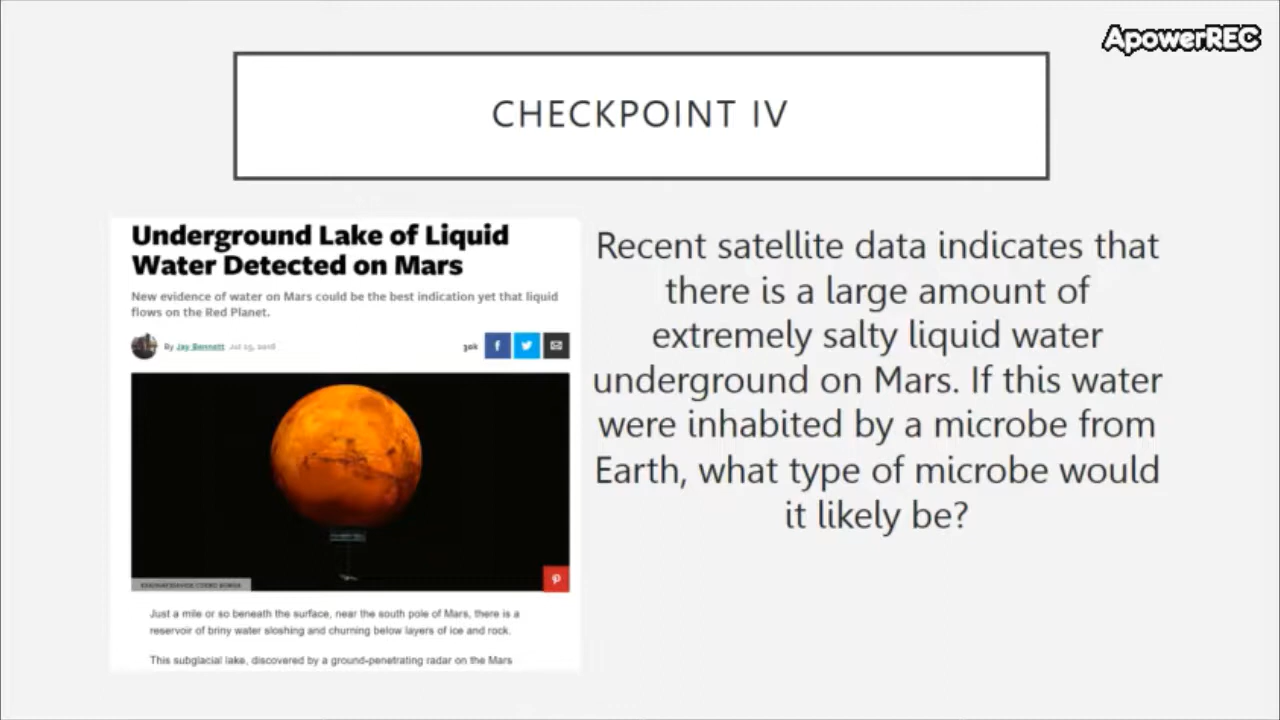 ApowerREC
CHECKPOINT IV
Underground Lake of Liquid
Water Detected on Mars
New evidence of water on Mars could be the best indication yet that liquid
flows on the Red Planet.
By Jay Bennett Jul 25, 2018
30k
Just a mile or so beneath the surface, near the south pole of Mars, there is a
reservoir of briny water sloshing and churning below layers of ice and rock.
This subglacial lake, discovered by a ground-penetrating radar on the Mars
Recent satellite data indicates that
there is a large amount of
extremely salty liquid water
underground on Mars. If this water
were inhabited by a microbe from
Earth, what type of microbe would
it likely be?